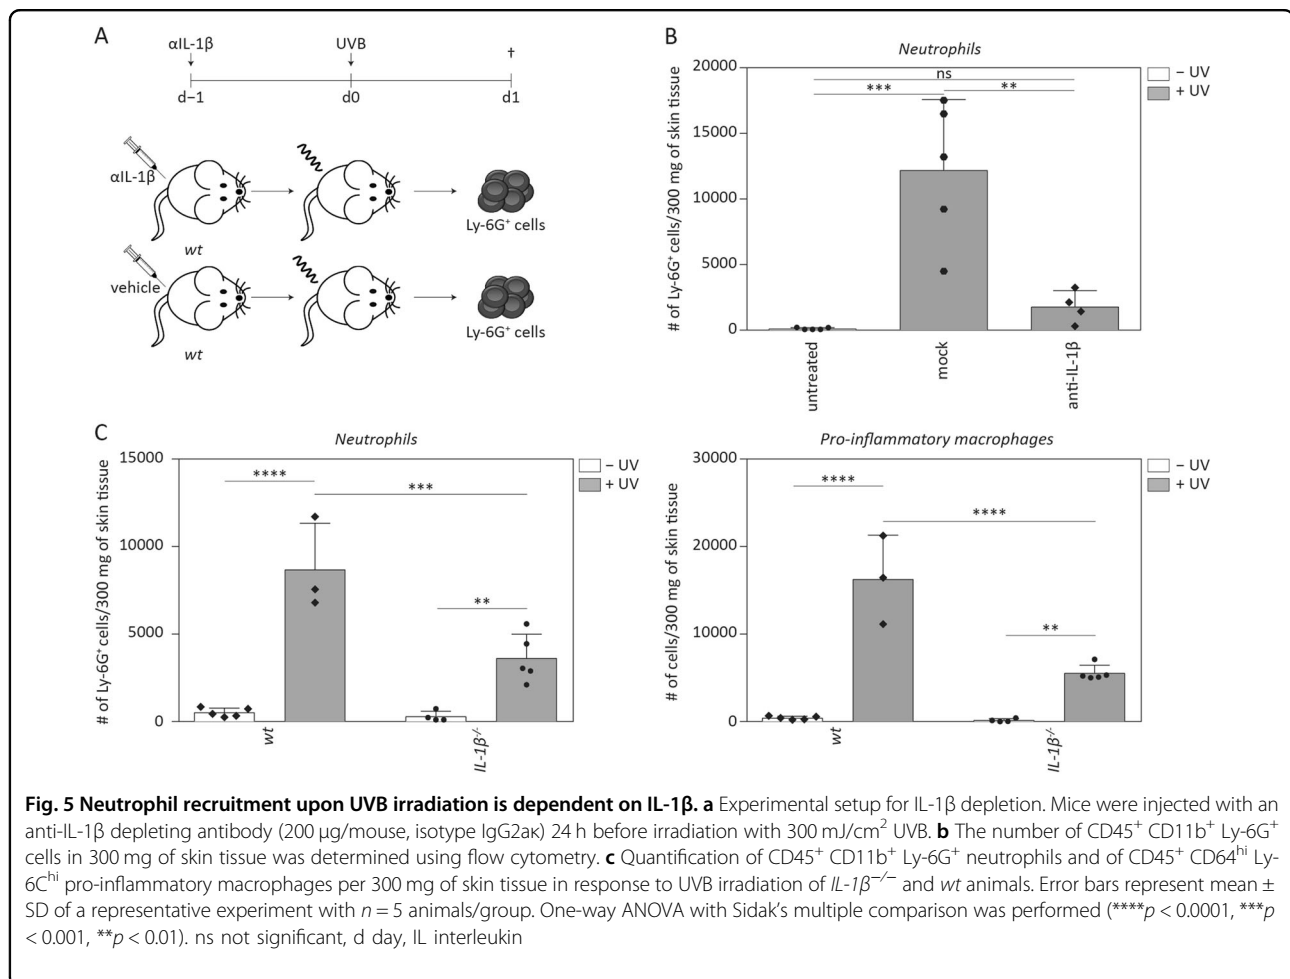 A
αIL-1β
UVB
†
d–1
d0
d1
αIL-1β
wt
Ly-6G⁺ cells
vehicle
wt
Ly-6G⁺ cells
B
Neutrophils
# of Ly-6G⁺ cells/300 mg of skin tissue
20000
15000
10000
5000
0
ns
***
**
– UV
+ UV
untreated
mock
anti-IL-1β
C
Neutrophils
# of Ly-6G⁺ cells/300 mg of skin tissue
15000
10000
5000
0
****
***
**
– UV
+ UV
wt
IL-1β⁻/⁻
Pro-inflammatory macrophages
# of cells/300 mg of skin tissue
30000
20000
10000
0
****
****
**
– UV
+ UV
wt
IL-1β⁻/⁻
Fig. 5 Neutrophil recruitment upon UVB irradiation is dependent on IL-1β. a Experimental setup for IL-1β depletion. Mice were injected with an
anti-IL-1β depleting antibody (200 μg/mouse, isotype IgG2aκ) 24 h before irradiation with 300 mJ/cm² UVB. b The number of CD45⁺ CD11b⁺ Ly-6G⁺
cells in 300 mg of skin tissue was determined using flow cytometry. c Quantification of CD45⁺ CD11b⁺ Ly-6G⁺ neutrophils and of CD45⁺ CD64ʰⁱ Ly-
6Cʰⁱ pro-inflammatory macrophages per 300 mg of skin tissue in response to UVB irradiation of IL-1β⁻/⁻ and wt animals. Error bars represent mean ±
SD of a representative experiment with n = 5 animals/group. One-way ANOVA with Sidak's multiple comparison was performed (****p < 0.0001, ***p
< 0.001, **p < 0.01). ns not significant, d day, IL interleukin